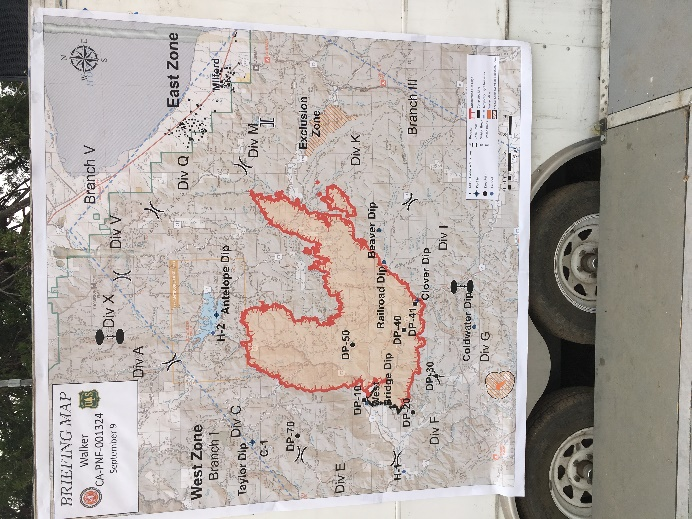 BRIEFING MAP
Walker
CA-PNF-001324
September 9
East Zone
Milford
Branch V
Div Q
Div M
Exclusion
Zone
Div K
Branch III
Div V
Div X
Div A
H-2
Antelope Dip
Beaver Dip
Railroad Dip
Div I
Clover Dip
DP-50
DP-40
DP-41
Coldwater Dip
Div G
DP-10
West
Bridge Dip
DP-20
DP-30
Div F
West Zone
Branch I
Div C
Taylor Dip
C-1
DP-70
Div E
H-1